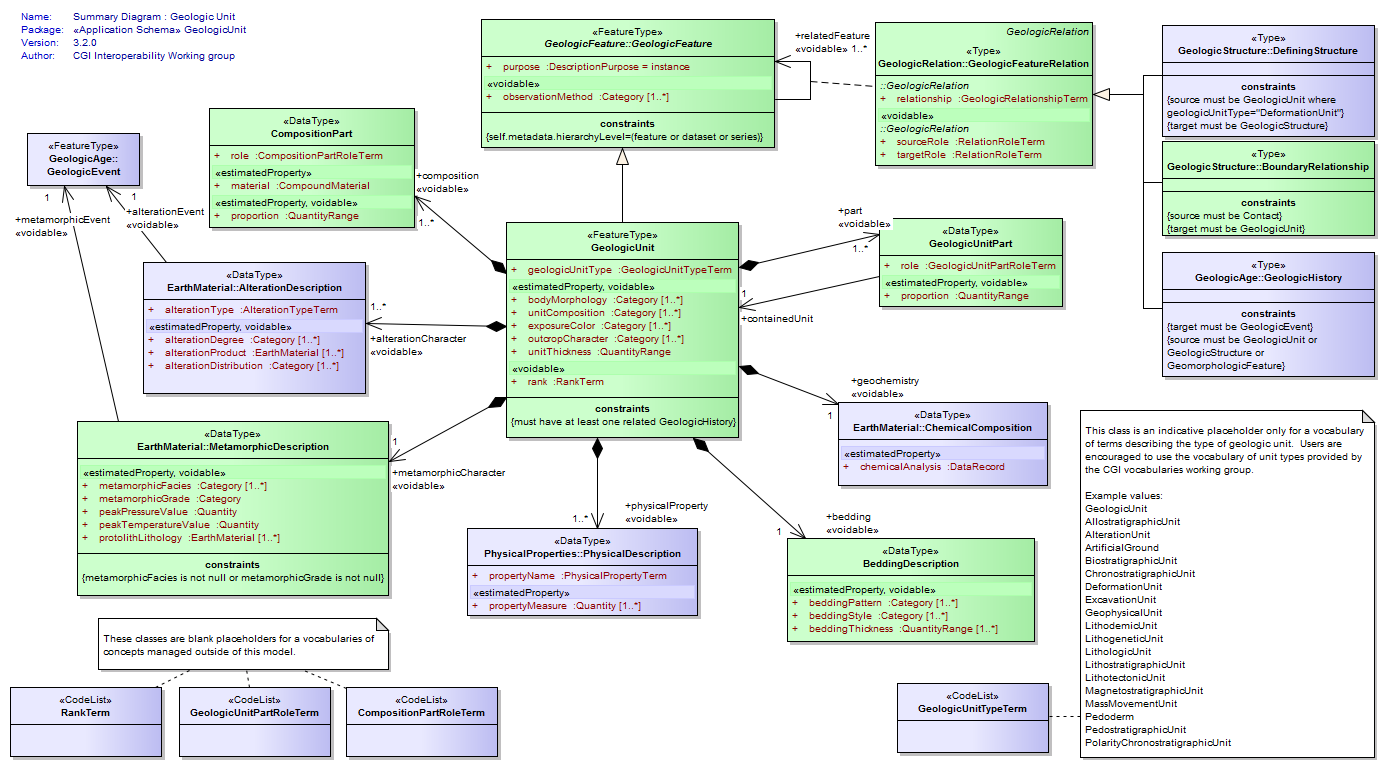 Name: Summary Diagram : Geologic Unit
Package: «Application Schema» GeologicUnit
Version: 3.2.0
Author: CGI Interoperability Working group
«FeatureType»
GeologicFeature::GeologicFeature
+ purpose :DescriptionPurpose = instance
«voidable»
+ observationMethod :Category [1..*]
constraints
{self.metadata.hierarchyLevel=(feature or dataset or series)}
+relatedFeature
«voidable» 1..*
GeologicRelation
«Type»
GeologicRelation::GeologicFeatureRelation
::GeologicRelation
+ relationship :GeologicRelationshipTerm
«voidable»
::GeologicRelation
+ sourceRole :RelationRoleTerm
+ targetRole :RelationRoleTerm
«Type»
GeologicStructure::DefiningStructure
constraints
{source must be GeologicUnit where
geologicUnitType="DeformationUnit"}
{target must be GeologicStructure}
«Type»
GeologicStructure::BoundaryRelationship
constraints
{source must be Contact}
{target must be GeologicUnit}
«Type»
GeologicAge::GeologicHistory
constraints
{target must be GeologicEvent}
{source must be GeologicUnit or
GeologicStructure or
GeomorphologicFeature}
«DataType»
CompositionPart
+ role :CompositionPartRoleTerm
«estimatedProperty»
+ material :CompoundMaterial
«estimatedProperty, voidable»
+ proportion :QuantityRange
+composition
«voidable»
1..*
«FeatureType»
GeologicAge::
GeologicEvent
1
+metamorphicEvent
«voidable»
1
+alterationEvent
«voidable»
«DataType»
EarthMaterial::AlterationDescription
+ alterationType :AlterationTypeTerm
«estimatedProperty, voidable»
+ alterationDegree :Category [1..*]
+ alterationProduct :EarthMaterial [1..*]
+ alterationDistribution :Category [1..*]
1..*
+alterationCharacter
«voidable»
«FeatureType»
GeologicUnit
+ geologicUnitType :GeologicUnitTypeTerm
«estimatedProperty, voidable»
+ bodyMorphology :Category [1..*]
+ unitComposition :Category [1..*]
+ exposureColor :Category [1..*]
+ outcropCharacter :Category [1..*]
+ unitThickness :QuantityRange
«voidable»
+ rank :RankTerm
constraints
{must have at least one related GeologicHistory}
+part
«voidable»
1..*
«DataType»
GeologicUnitPart
+ role :GeologicUnitPartRoleTerm
«estimatedProperty, voidable»
+ proportion :QuantityRange
1
+containedUnit
+geochemistry
«voidable»
1
«DataType»
EarthMaterial::ChemicalComposition
«estimatedProperty»
+ chemicalAnalysis :DataRecord
«DataType»
EarthMaterial::MetamorphicDescription
«estimatedProperty, voidable»
+ metamorphicFacies :Category [1..*]
+ metamorphicGrade :Category
+ peakPressureValue :Quantity
+ peakTemperatureValue :Quantity
+ protolithLithology :EarthMaterial [1..*]
constraints
{metamorphicFacies is not null or metamorphicGrade is not null}
1
+metamorphicCharacter
«voidable»
+physicalProperty
«voidable»
1..*
«DataType»
PhysicalProperties::PhysicalDescription
+ propertyName :PhysicalPropertyTerm
«estimatedProperty»
+ propertyMeasure :Quantity [1..*]
+bedding
«voidable»
1
«DataType»
BeddingDescription
«estimatedProperty, voidable»
+ beddingPattern :Category [1..*]
+ beddingStyle :Category [1..*]
+ beddingThickness :QuantityRange [1..*]
This class is an indicative placeholder only for a vocabulary
of terms describing the type of geologic unit. Users are
encouraged to use the vocabulary of unit types provided by
the CGI vocabularies working group.
Example values:
GeologicUnit
AllostratigraphicUnit
AlterationUnit
ArtificialGround
BiostratigraphicUnit
ChronostratigraphicUnit
DeformationUnit
ExcavationUnit
GeophysicalUnit
LithodemicUnit
LithogeneticUnit
LithologicUnit
LithostratigraphicUnit
LithotectonicUnit
MagnetostratigraphicUnit
MassMovementUnit
Pedoderm
PedostratigraphicUnit
PolarityChronostratigraphicUnit
These classes are blank placeholders for a vocabularies of
concepts managed outside of this model.
«CodeList»
RankTerm
«CodeList»
GeologicUnitPartRoleTerm
«CodeList»
CompositionPartRoleTerm
«CodeList»
GeologicUnitTypeTerm